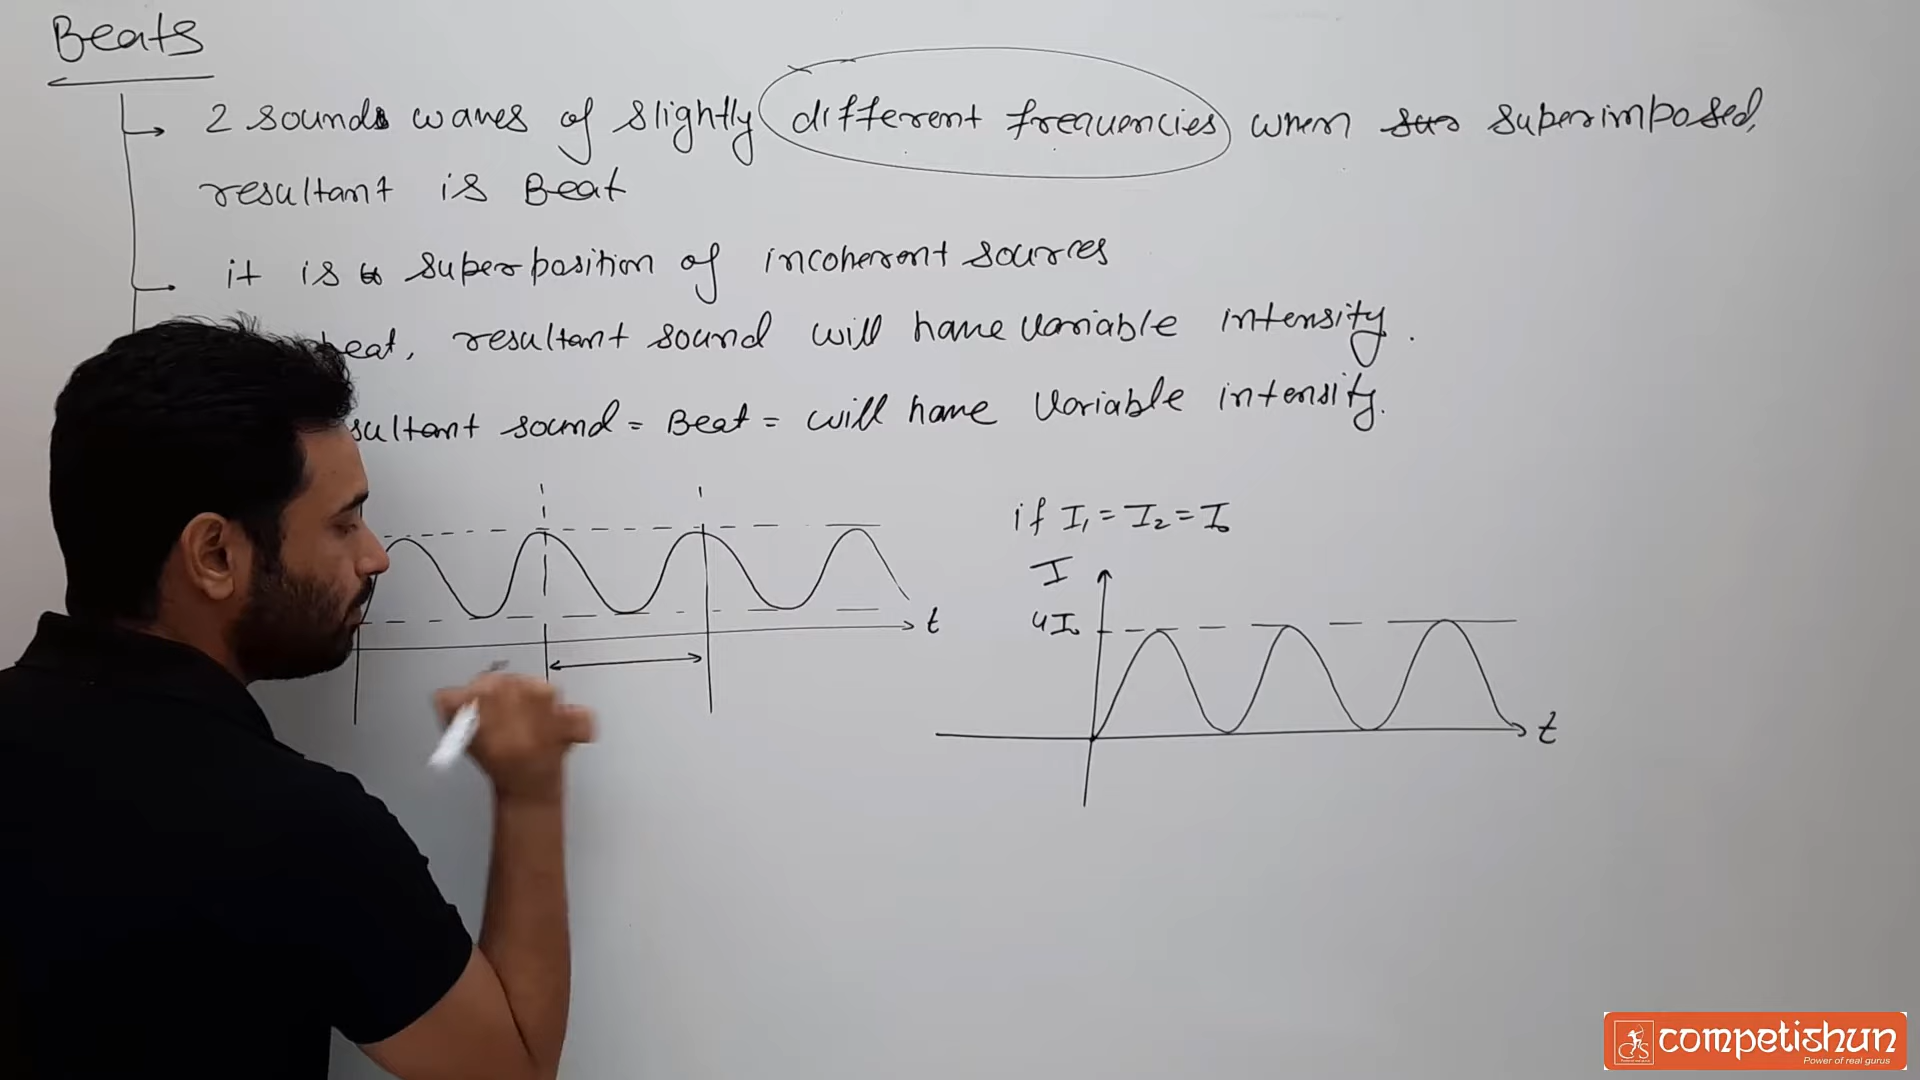 Beats
2 sounds waves of slightly different frequencies when superimposed,
resultant is Beat
it is superposition of incoherent sources
beat, resultant sound will have variable intensity.
sultant sound = Beat = will have variable intensity.
if I₁ = I₂ = I₀
I
4I₀
t
t
competishun
Power of real gurus